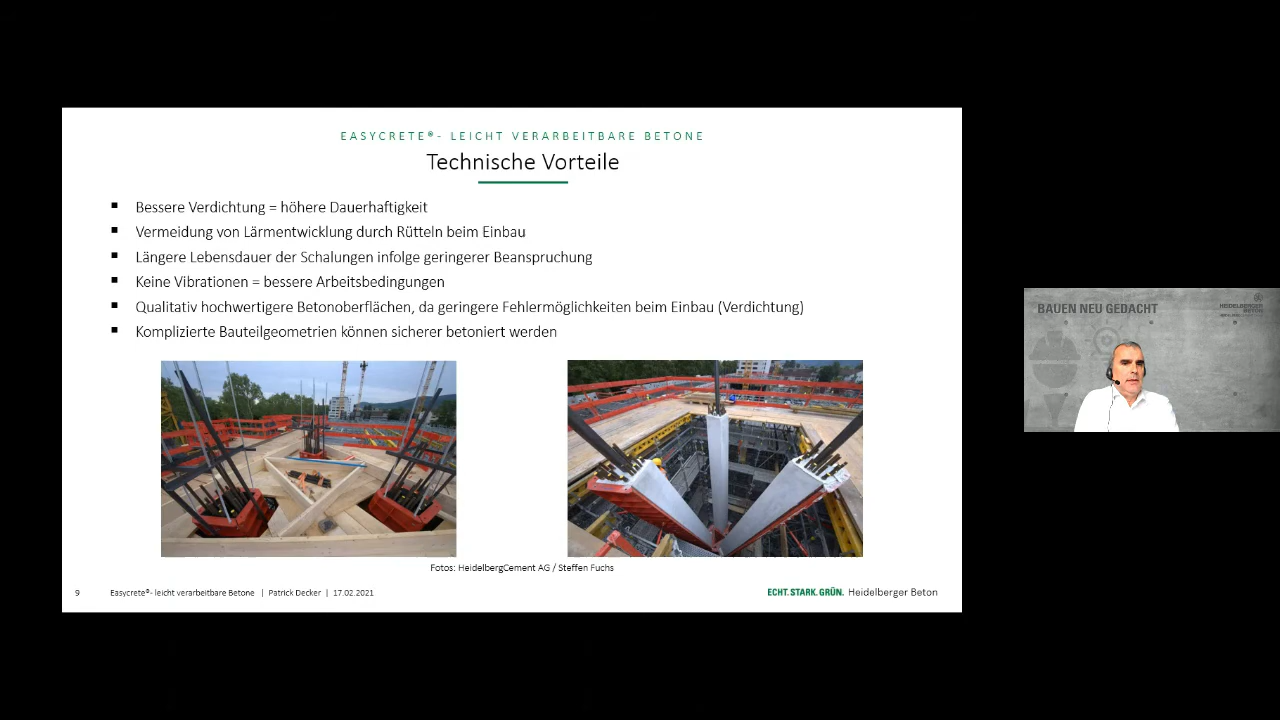 EASYCRETE®- LEICHT VERARBEITBARE BETONE
Technische Vorteile
▪ Bessere Verdichtung = höhere Dauerhaftigkeit
▪ Vermeidung von Lärmentwicklung durch Rütteln beim Einbau
▪ Längere Lebensdauer der Schalungen infolge geringerer Beanspruchung
▪ Keine Vibrationen = bessere Arbeitsbedingungen
▪ Qualitativ hochwertigere Betonoberflächen, da geringere Fehlermöglichkeiten beim Einbau (Verdichtung)
▪ Komplizierte Bauteilgeometrien können sicherer betoniert werden
Fotos: HeidelbergCement AG / Steffen Fuchs
9 Easycrete®- leicht verarbeitbare Betone | Patrick Decker | 17.02.2021
ECHT. STARK. GRÜN. Heidelberger Beton
BAUEN NEU GEDACHT
HEIDELBERGER
BETON